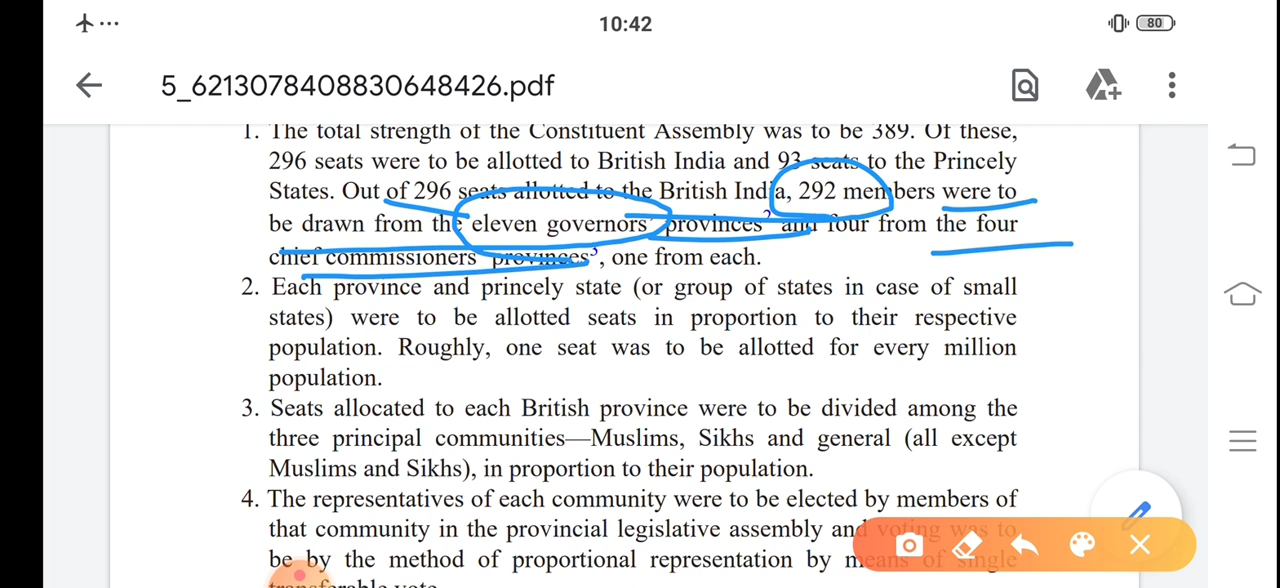 10:42
80
5_6213078408830648426.pdf
1. The total strength of the Constituent Assembly was to be 389. Of these,
296 seats were to be allotted to British India and 93 seats to the Princely
States. Out of 296 seats allotted to the British India, 292 members were to
be drawn from the eleven governors' provinces2 and four from the four
chief commissioners' provinces3, one from each.
2. Each province and princely state (or group of states in case of small
states) were to be allotted seats in proportion to their respective
population. Roughly, one seat was to be allotted for every million
population.
3. Seats allocated to each British province were to be divided among the
three principal communities—Muslims, Sikhs and general (all except
Muslims and Sikhs), in proportion to their population.
4. The representatives of each community were to be elected by members of
that community in the provincial legislative assembly and voting was to
be by the method of proportional representation by means of single
transferable vote.